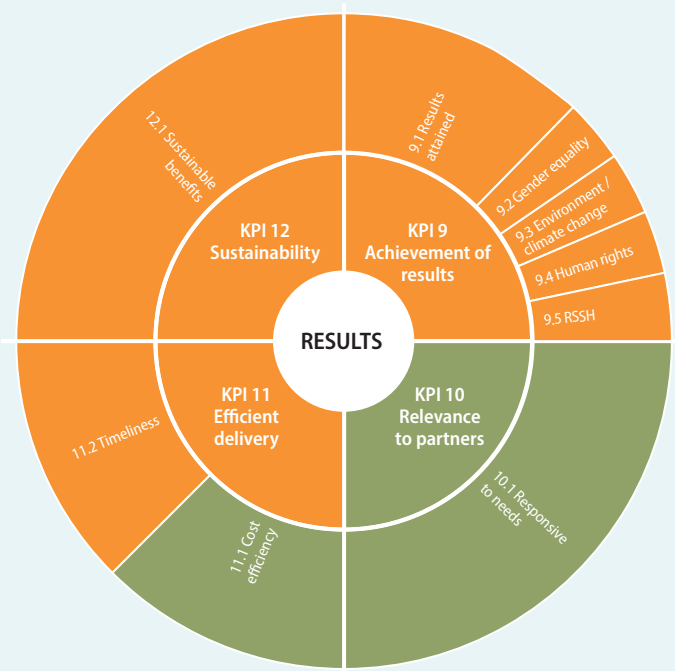 RESULTS
KPI 9
Achievement of
results
9.1 Results
attained
9.2 Gender equality
9.3 Environment /
climate change
9.4 Human rights
9.5 RSSH
KPI 10
Relevance
to partners
10.1 Responsive
to needs
KPI 11
Efficient
delivery
11.1 Cost
efficiency
11.2 Timeliness
KPI 12
Sustainability
12.1 Sustainable
benefits